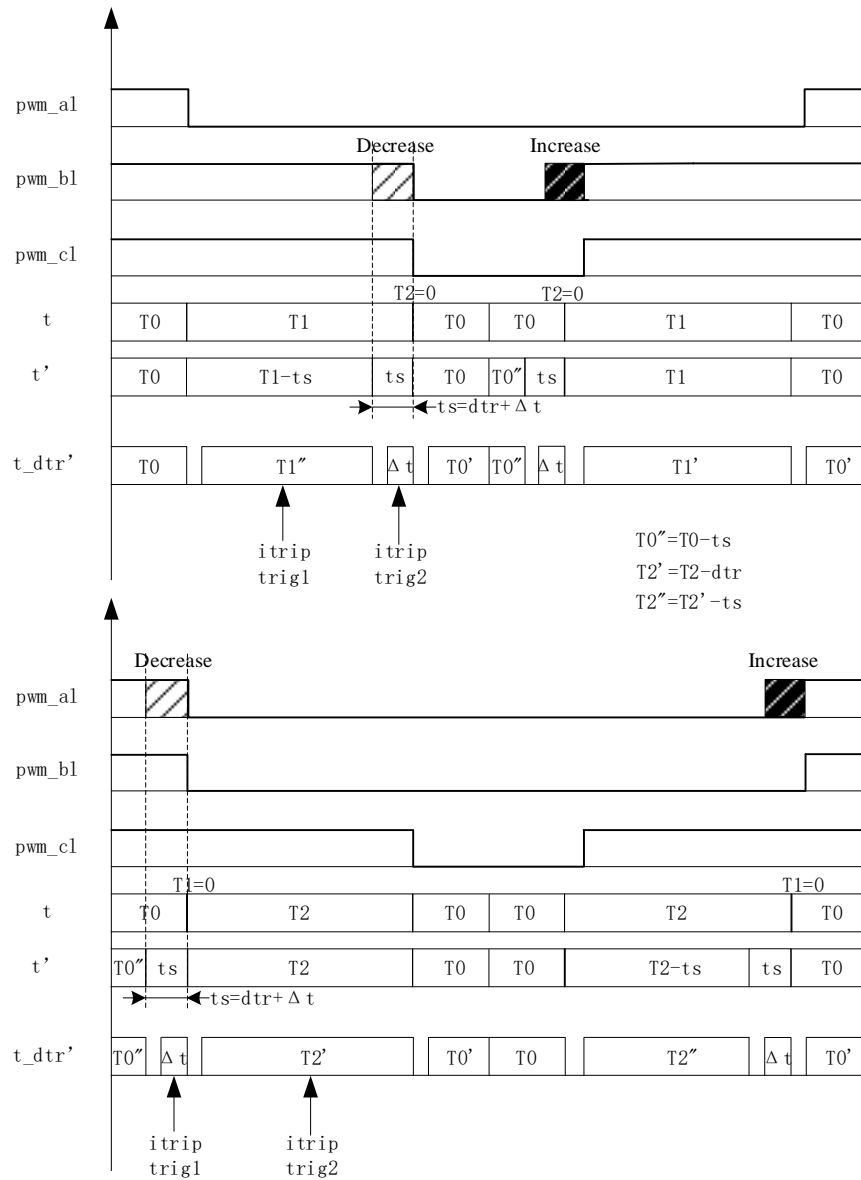 pwm_al
Decrease Increase
pwm_bl
pwm_cl
T2=0 T2=0
t T0 T1 T0 T0 T1 T0
t' T0 T1-ts ts T0 T0" ts T1 T0
ts=dtr+Δt
t_dtr' T0 T1" Δt T0' T0" Δt T1' T0'
itrip itrip
trig1 trig2
T0"=T0-ts
T2'=T2-dtr
T2"=T2'-ts
Decrease Increase
pwm_al
pwm_bl
pwm_cl
T1=0 T1=0
t T0 T2 T0 T0 T2 T0
t' T0" ts T2 T0 T0 T2-ts ts T0
ts=dtr+Δt
t_dtr' T0" Δt T2' T0' T0 T2" Δt T0'
itrip itrip
trig1 trig2